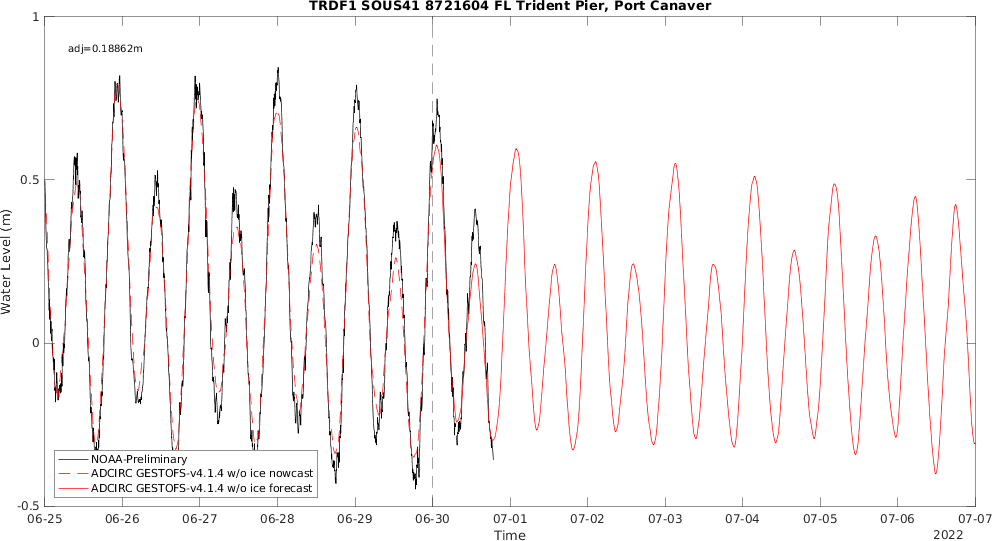 TRDF1 SOUS41 8721604 FL Trident Pier, Port Canaver
adj=0.18862m
1
0.5
0
-0.5
Water Level (m)
NOAA-Preliminary
ADCIRC GESTOFS-v4.1.4 w/o ice nowcast
ADCIRC GESTOFS-v4.1.4 w/o ice forecast
06-25 06-26 06-27 06-28 06-29 06-30 07-01 07-02 07-03 07-04 07-05 07-06 07-07
Time
2022